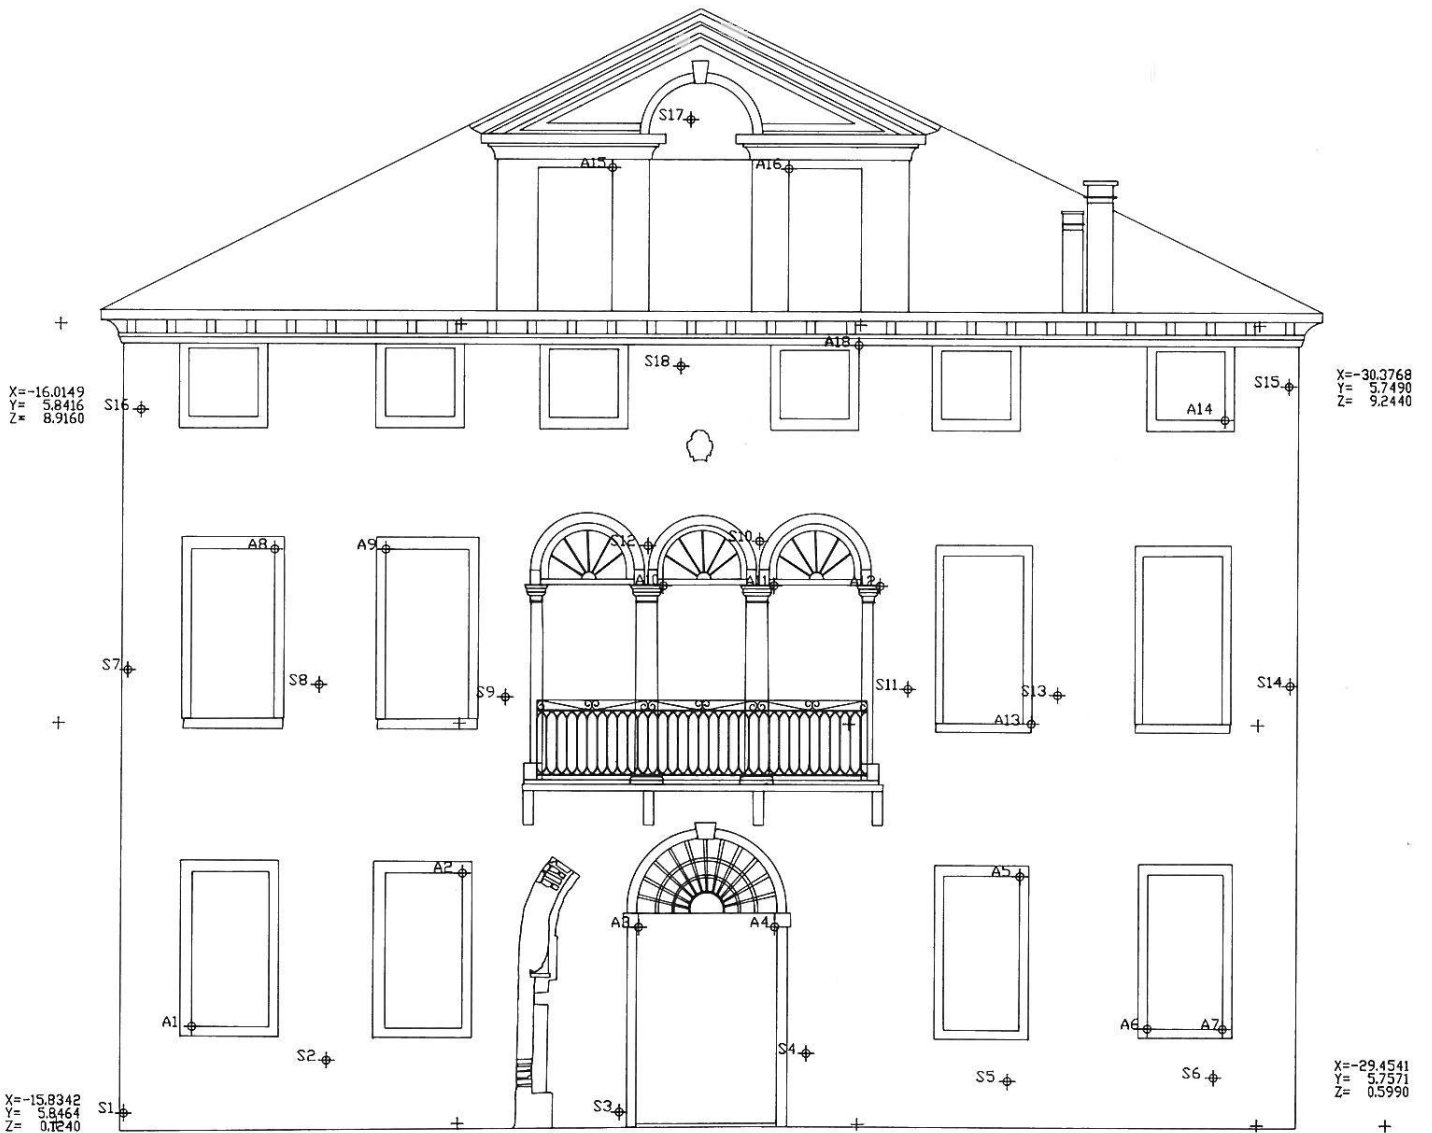 S17
A15
A16
A18
S18
X=-16.0149
Y= 5.8416
Z= 8.9160
S16
S15
X=-30.3768
Y= 5.7490
Z= 9.2440
A14
A8
A9
S12
S10
A10
A11
A12
S7
S8
S9
S11
S13
S14
A13
A2
A5
A3
A4
A1
A6
A7
S2
S4
S5
S6
X=-29.4541
Y= 5.7571
Z= 0.5990
X=-15.8342
Y= 5.8464
Z= 0.1240
S1
S3